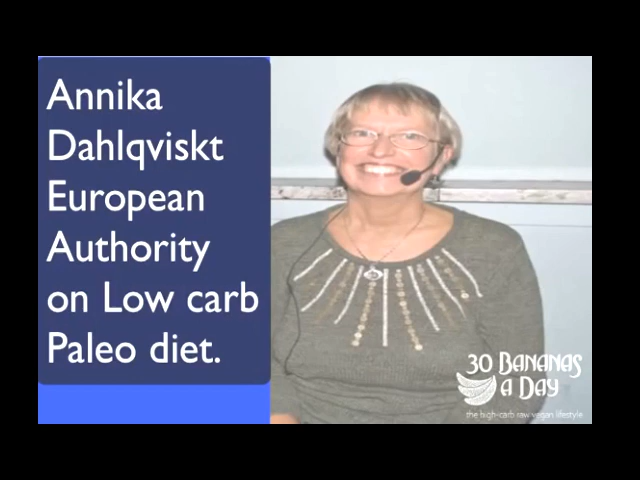 Annika
Dahlqviskt
European
Authority
on Low carb
Paleo diet.
30 BANANAS
A DAY
the high-carb raw vegan lifestyle